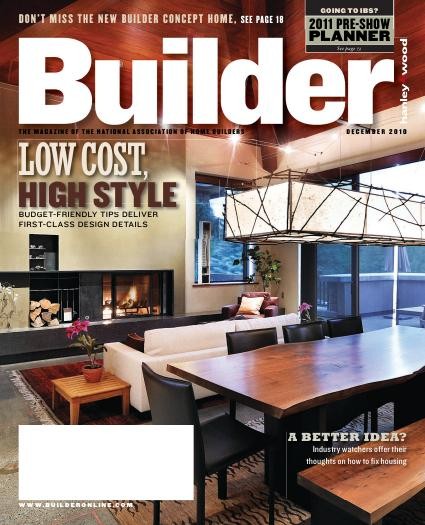 DON'T MISS THE NEW BUILDER CONCEPT HOME, SEE PAGE 18
GOING TO IBS?
2011 PRE-SHOW
PLANNER
Builder
hanley wood
THE MAGAZINE OF THE NATIONAL ASSOCIATION OF HOME BUILDERS
DECEMBER 2010
LOW COST,
HIGH STYLE
BUDGET-FRIENDLY TIPS DELIVER
FIRST-CLASS DESIGN DETAILS
A BETTER IDEA?
Industry watchers offer their
thoughts on how to fix housing
WWW.BUILDERONLINE.COM